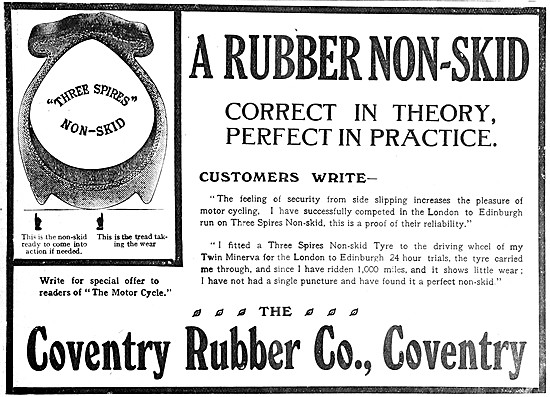 "THREE SPIRES"
NON-SKID
This is the non-skid
ready to come into
action if needed.
This is the tread tak-
ing the wear
Write for special offer to
readers of "The Motor Cycle."
A RUBBER NON-SKID
CORRECT IN THEORY,
PERFECT IN PRACTICE.
CUSTOMERS WRITE—
"The feeling of security from side slipping increases the pleasure of
motor cycling. I have successfully competed in the London to Edinburgh
run on Three Spires Non-Skid, this is a proof of their reliability."
"I fitted a Three Spires Non-skid Tyre to the driving wheel of my
Twin Minerva for the London to Edinburgh 24 hour trials, the tyre carried
me through, and since I have ridden 1,000 miles, and it shows little wear;
I have not had a single puncture and have found it a perfect non-skid"
THE
Coventry Rubber Co., Coventry